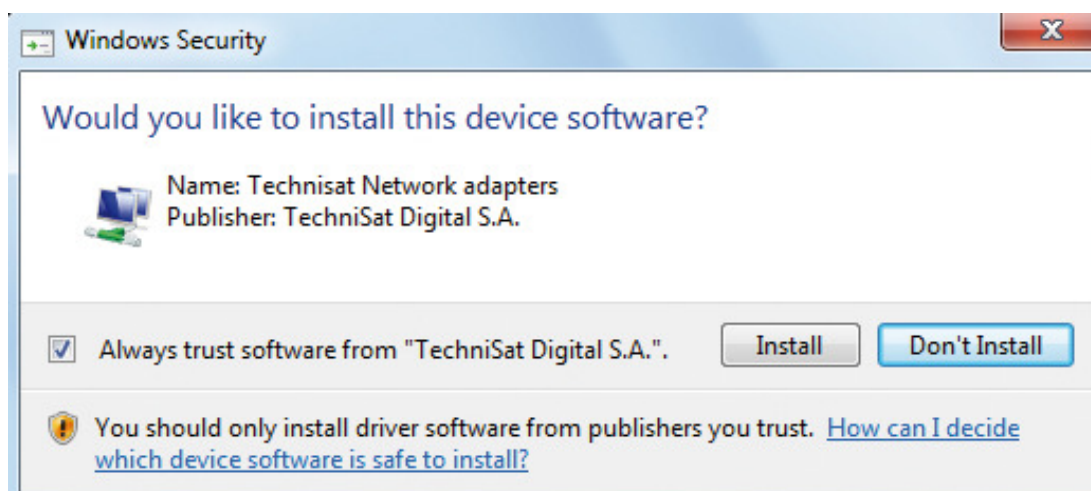 Windows Security
Would you like to install this device software?
Name: Technisat Network adapters
Publisher: TechniSat Digital S.A.
Always trust software from "TechniSat Digital S.A.".
Install
Don't Install
You should only install driver software from publishers you trust. How can I decide
which device software is safe to install?